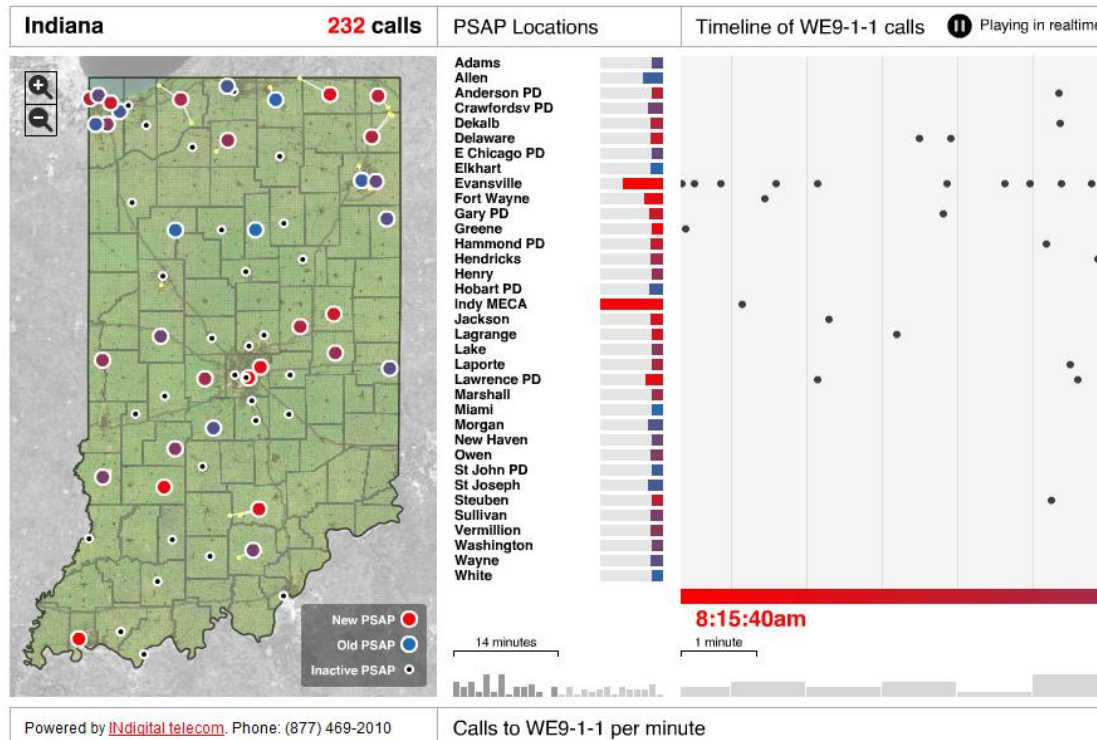 Indiana
232 calls
PSAP Locations
Timeline of WE9-1-1 calls
Playing in realtime
Adams
Allen
Anderson PD
Crawfordsv PD
Dekalb
Delaware
E Chicago PD
Elkhart
Evansville
Fort Wayne
Gary PD
Greene
Hammond PD
Hendricks
Henry
Hobart PD
Indy MECA
Jackson
Lagrange
Lake
Laporte
Lawrence PD
Marshall
Miami
Morgan
New Haven
Owen
St John PD
St Joseph
Steuben
Sullivan
Vermillion
Washington
Wayne
White
New PSAP
Old PSAP
Inactive PSAP
8:15:40am
14 minutes
1 minute
Powered by INdigital telecom. Phone: (877) 469-2010
Calls to WE9-1-1 per minute